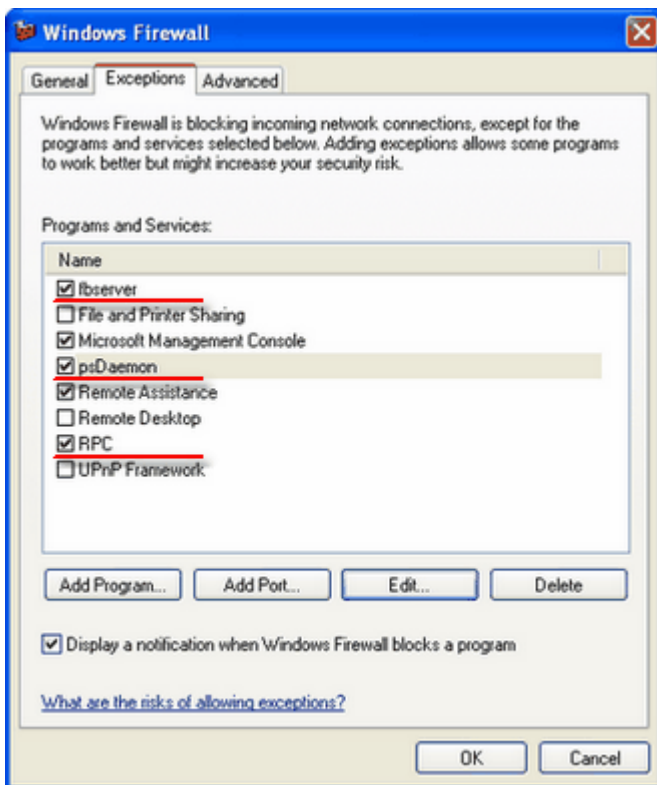 Windows Firewall
General Exceptions Advanced
Windows Firewall is blocking incoming network connections, except for the
programs and services selected below. Adding exceptions allows some programs
to work better but might increase your security risk.
Programs and Services:
Name
fbserver
File and Printer Sharing
Microsoft Management Console
psDaemon
Remote Assistance
Remote Desktop
RPC
UPnP Framework
Add Program... Add Port... Edit... Delete
Display a notification when Windows Firewall blocks a program
What are the risks of allowing exceptions?
OK Cancel